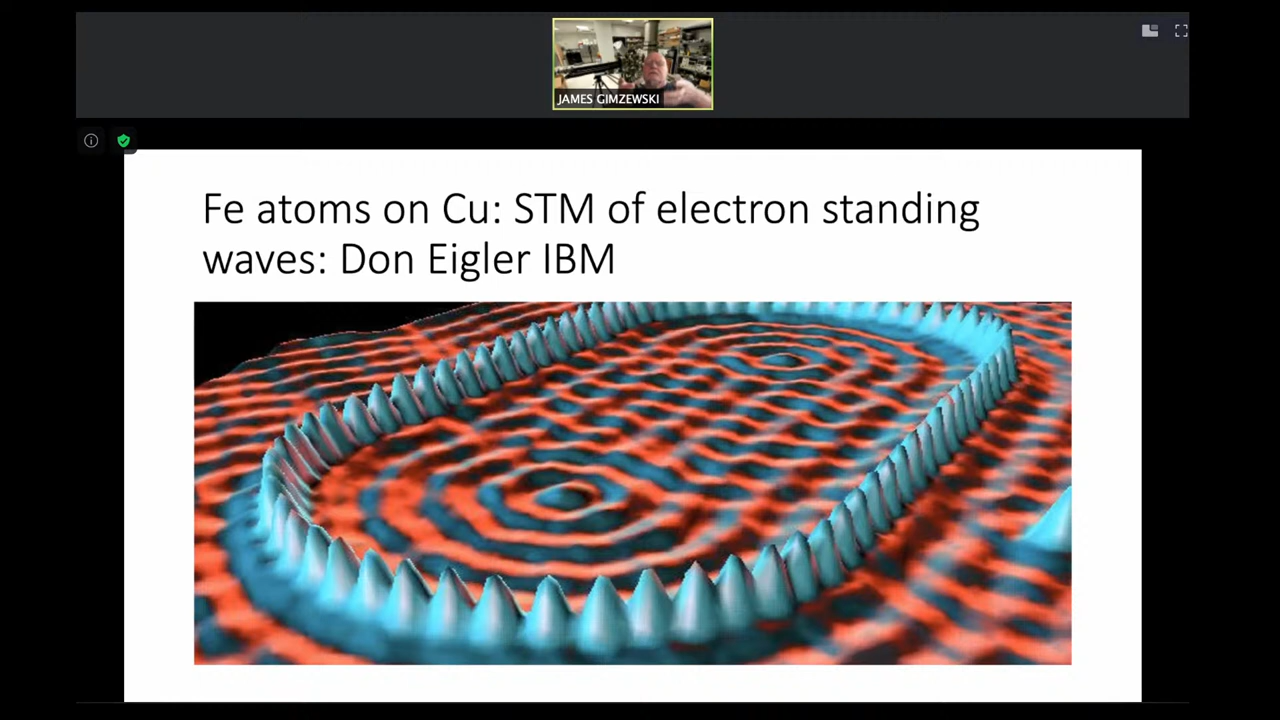 JAMES GIMZEWSKI
Fe atoms on Cu: STM of electron standing
waves: Don Eigler IBM